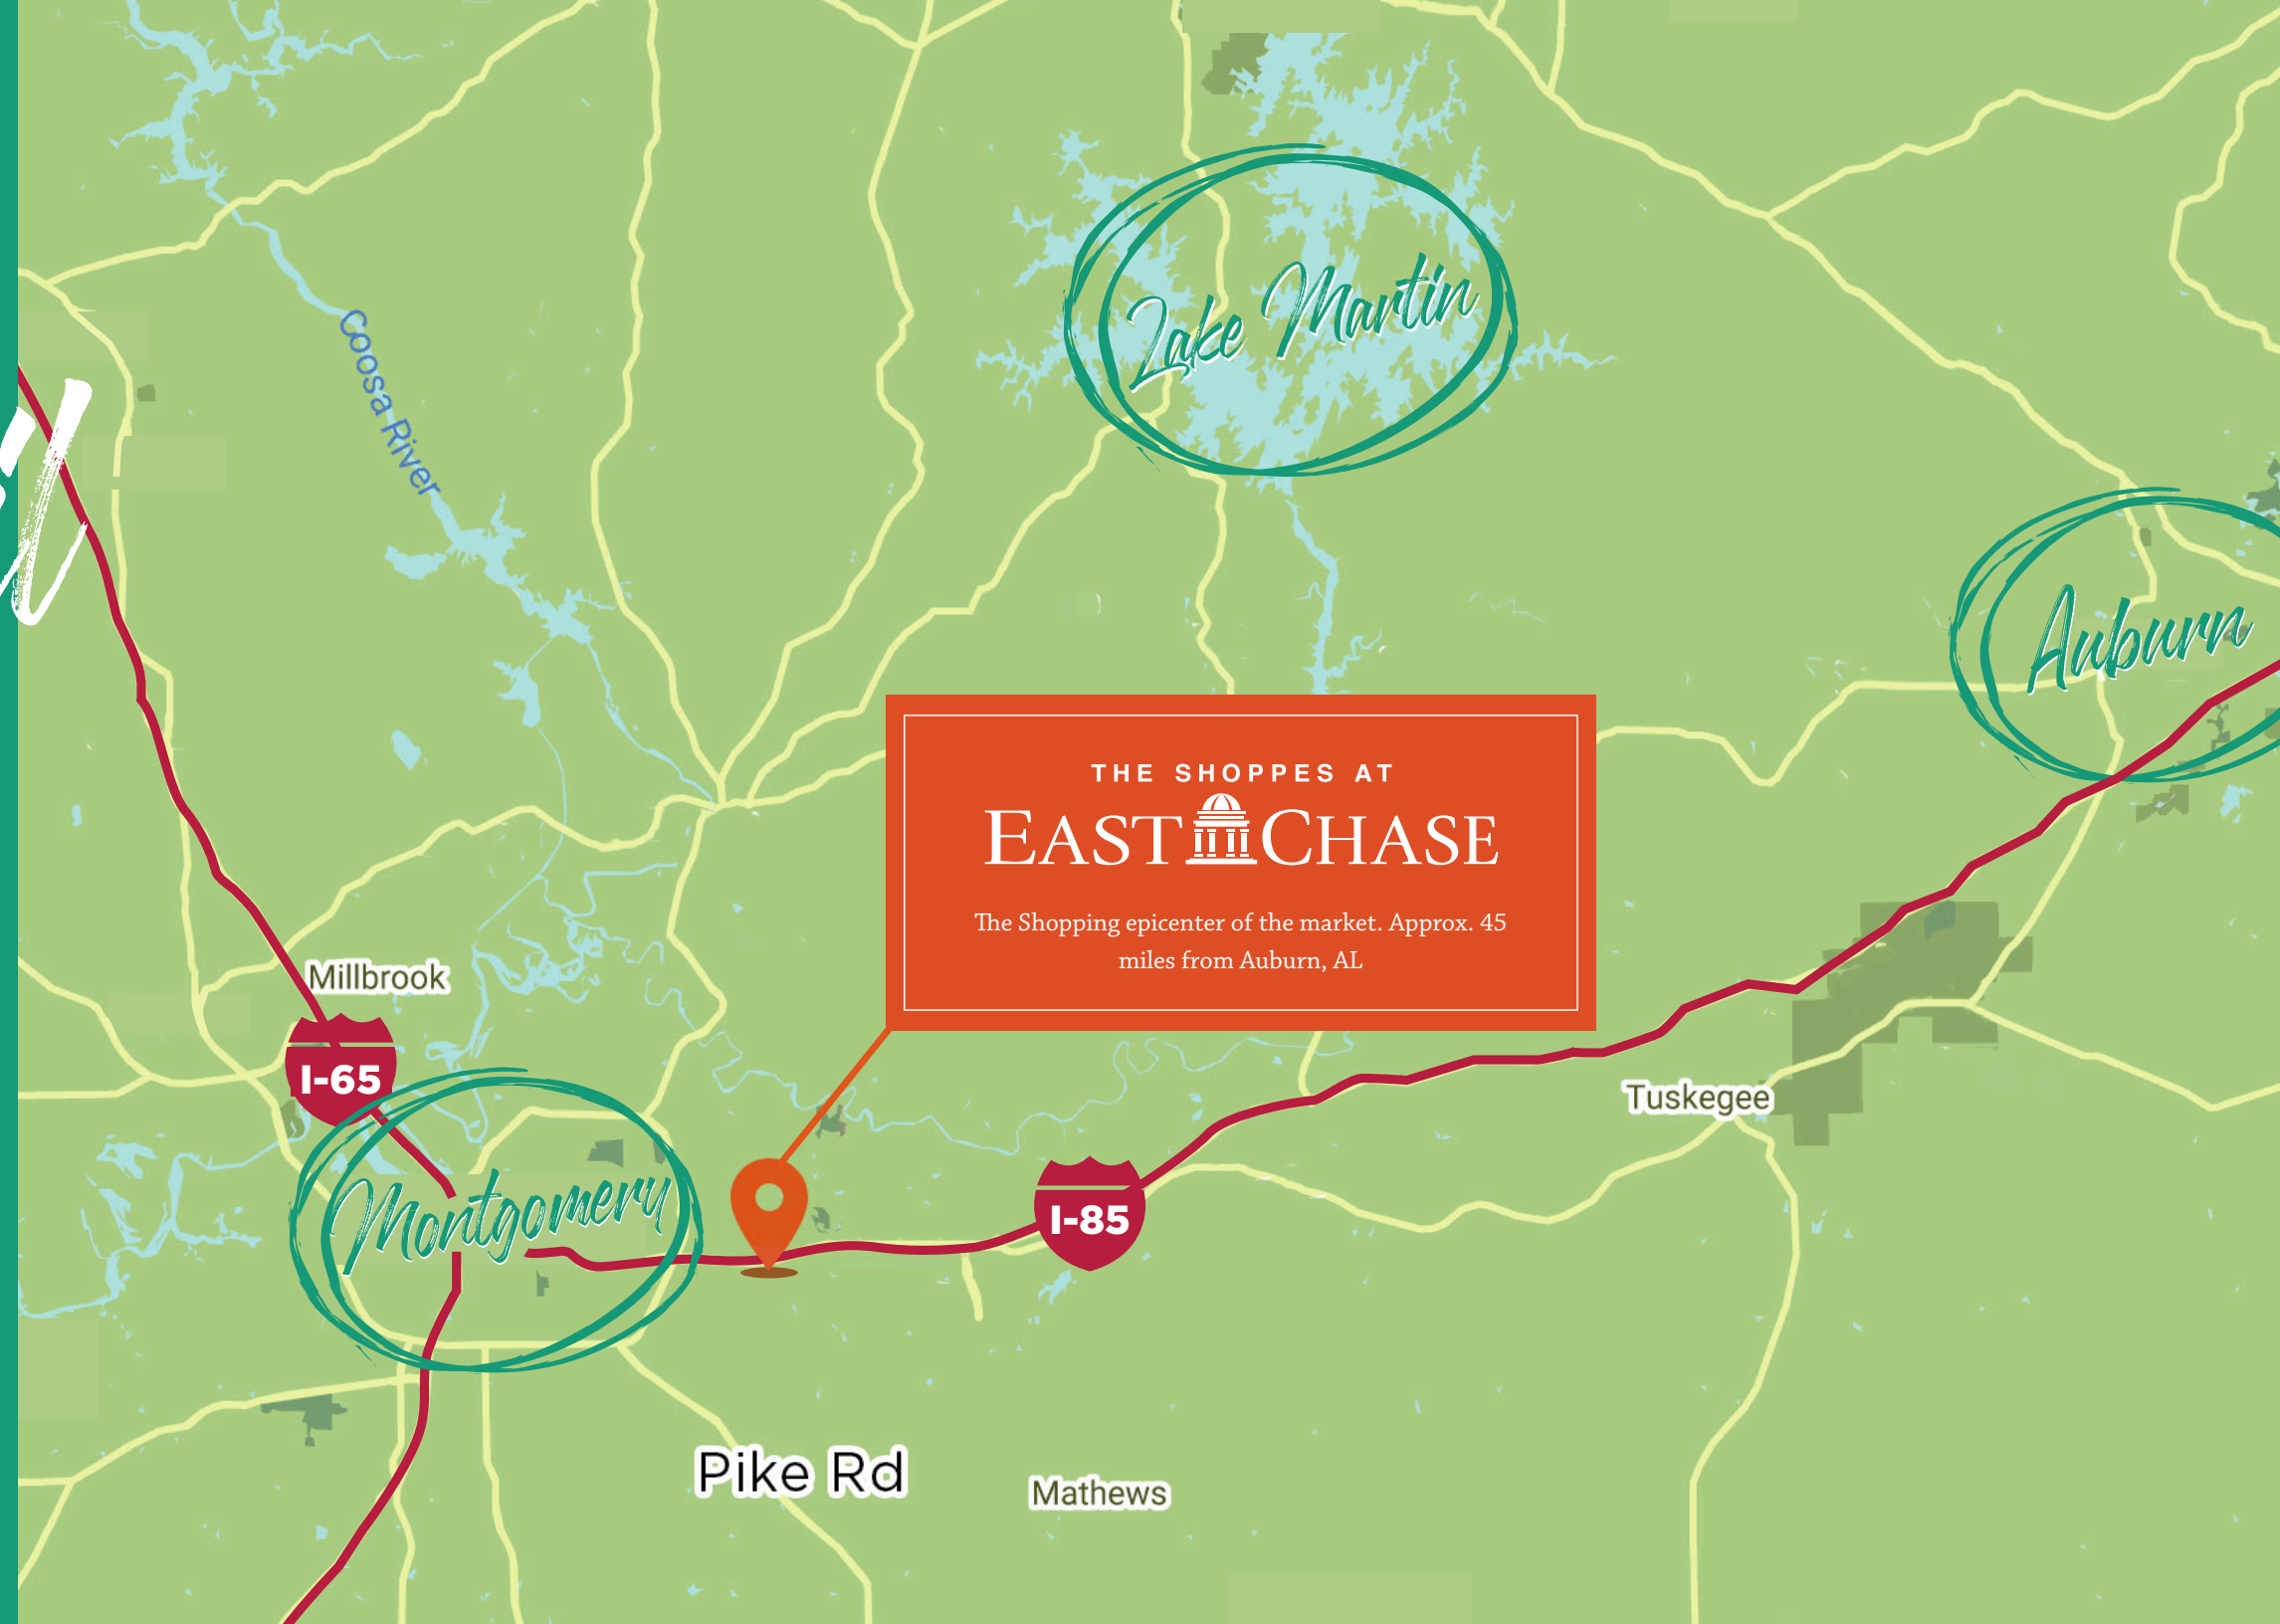 Coosa River
Lake Martin
Auburn
THE SHOPPES AT
EAST CHASE
The Shopping epicenter of the market. Approx. 45
miles from Auburn, AL
Millbrook
I-65
Tuskegee
Montgomery
I-85
Pike Rd
Mathews